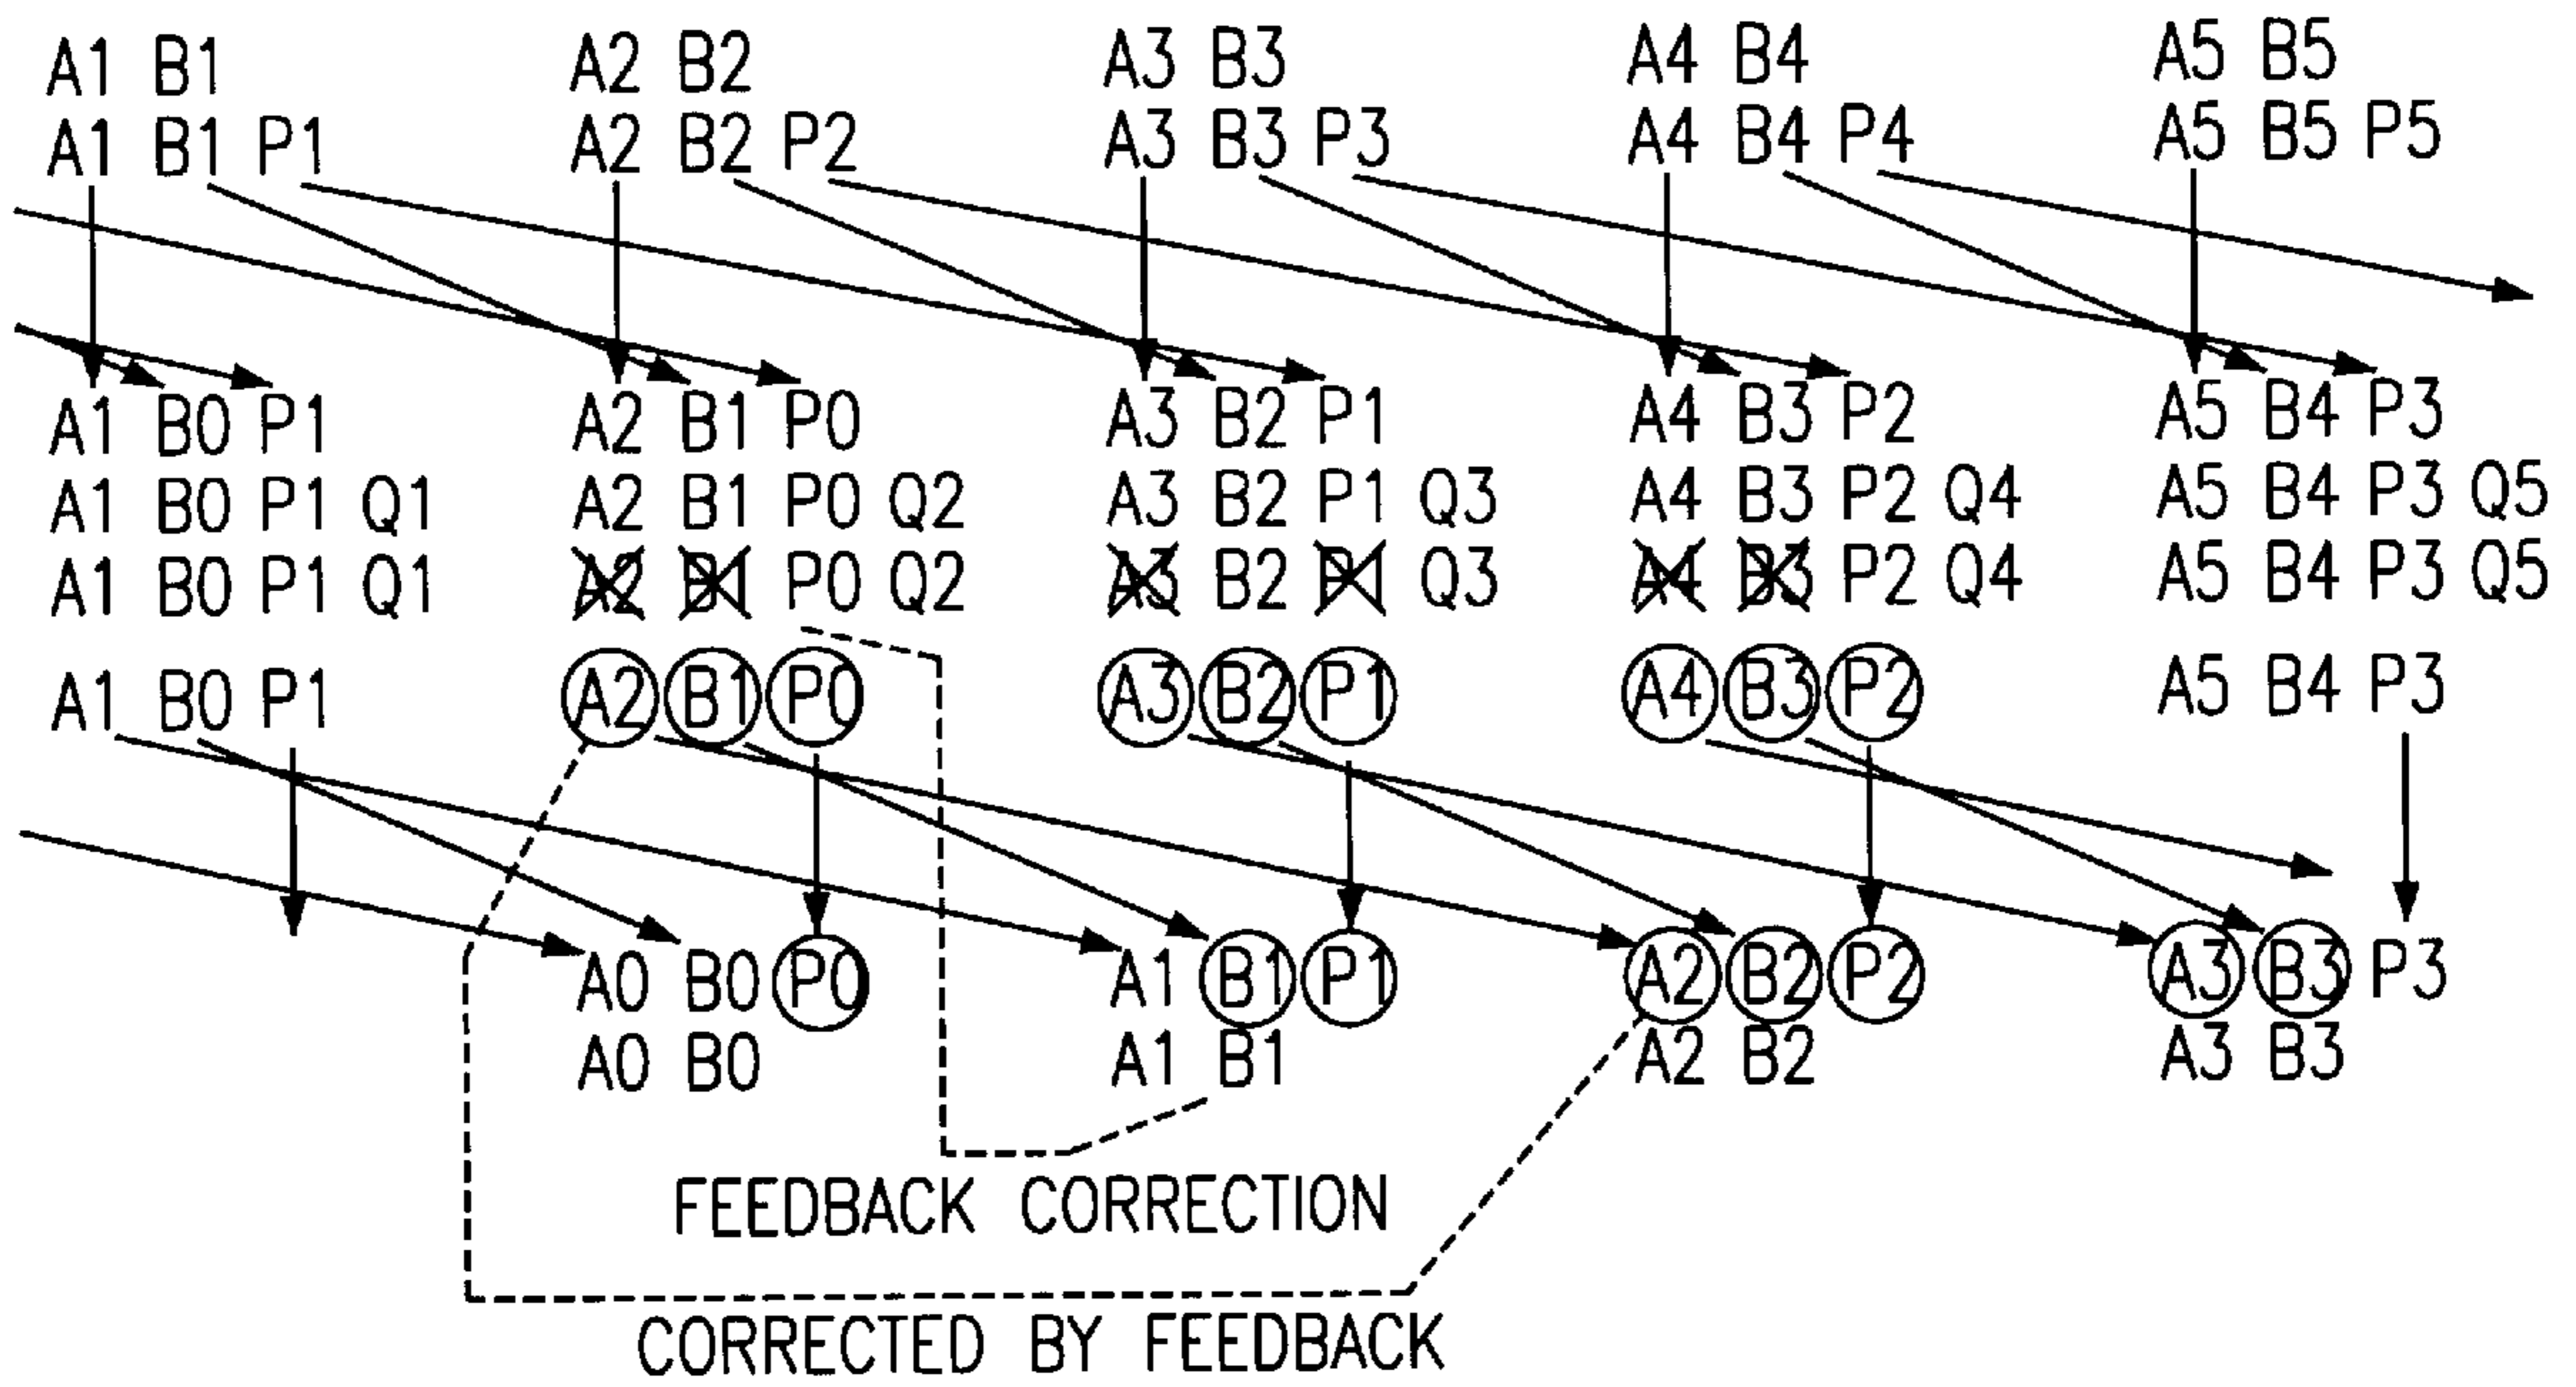 A1 B1 A2 B2 A3 B3 A4 B4 A5 B5
A1 B1 P1 A2 B2 P2 A3 B3 P3 A4 B4 P4 A5 B5 P5
A1 B0 P1 A2 B1 P0 A3 B2 P1 A4 B3 P2 A5 B4 P3
A1 B0 P1 Q1 A2 B1 P0 Q2 A3 B2 P1 Q3 A4 B3 P2 Q4 A5 B4 P3 Q5
A1 B0 P1 Q1 A2 B1 P0 Q2 A3 B2 P1 Q3 A4 B3 P2 Q4 A5 B4 P3 Q5
A1 B0 P1 A2 B1 P0 A3 B2 P1 A4 B3 P2 A5 B4 P3
A0 B0 P0 A1 B1 P1 A2 B2 P2 A3 B3 P3
A0 B0 A1 B1 A2 B2 A3 B3
FEEDBACK CORRECTION
CORRECTED BY FEEDBACK